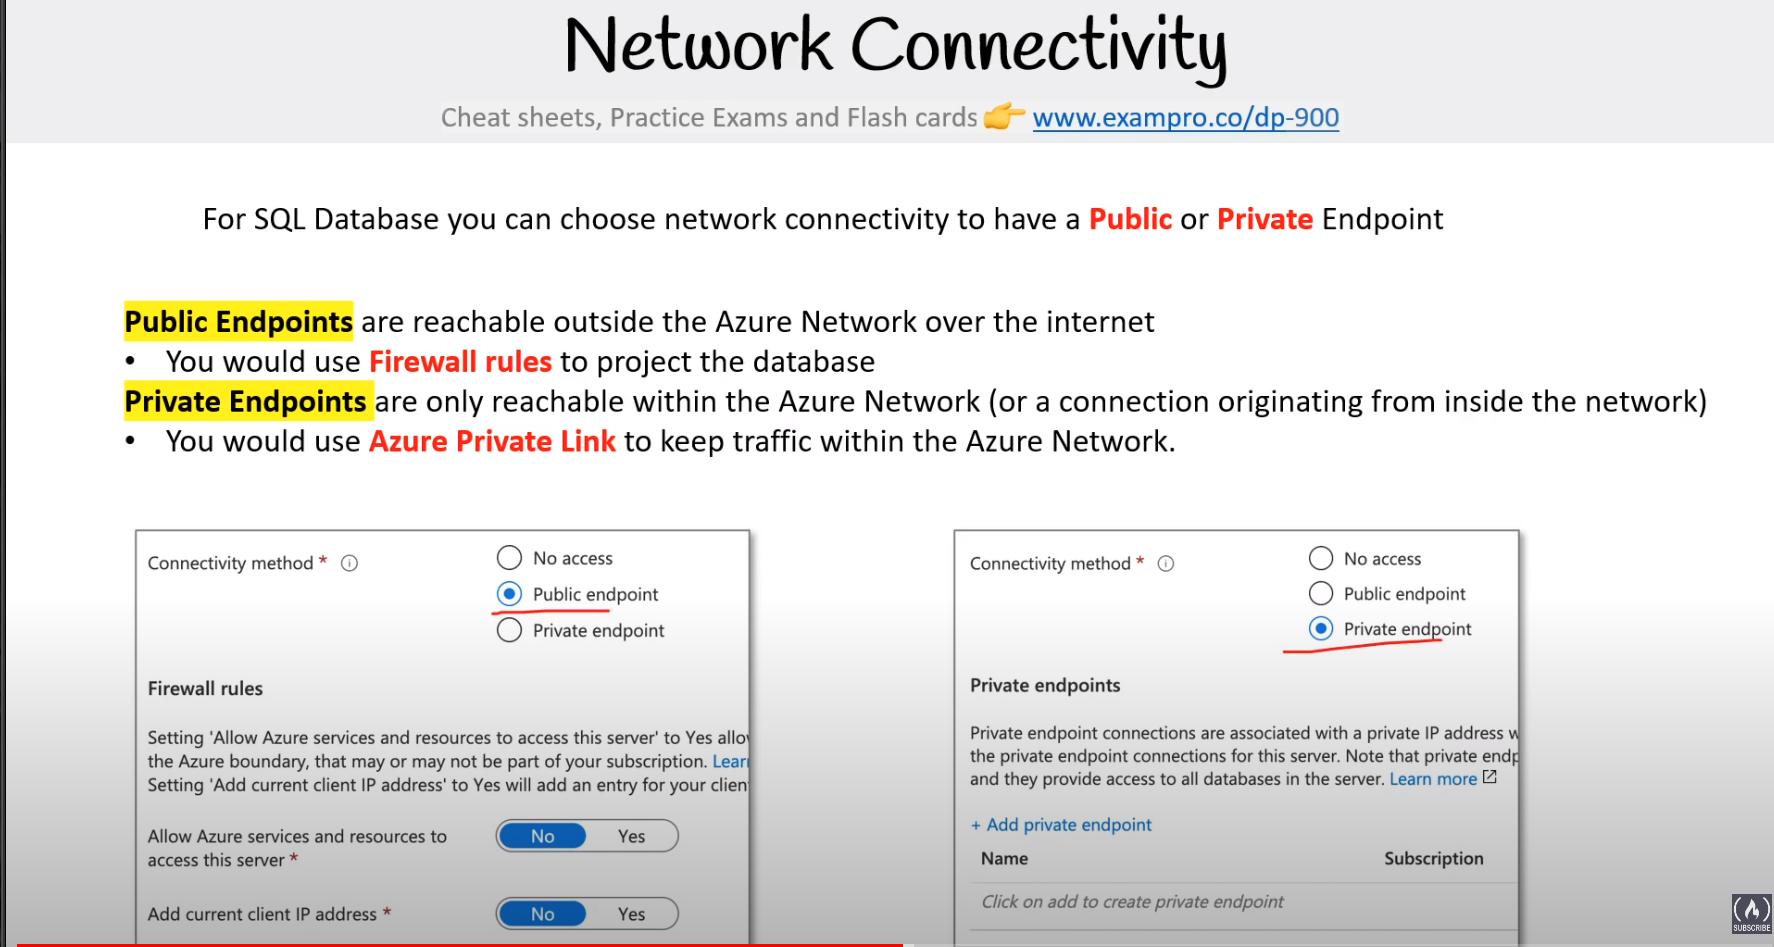 Network Connectivity
Cheat sheets, Practice Exams and Flash cards 👉 www.exampro.co/dp-900
For SQL Database you can choose network connectivity to have a Public or Private Endpoint
Public Endpoints are reachable outside the Azure Network over the internet
• You would use Firewall rules to project the database
Private Endpoints are only reachable within the Azure Network (or a connection originating from inside the network)
• You would use Azure Private Link to keep traffic within the Azure Network.
Connectivity method *
No access
Public endpoint
Private endpoint
Firewall rules
Setting 'Allow Azure services and resources to access this server' to Yes allow
the Azure boundary, that may or may not be part of your subscription. Lear
Setting 'Add current client IP address' to Yes will add an entry for your clien
Allow Azure services and resources to
access this server *
No Yes
Add current client IP address *
No Yes
Connectivity method *
No access
Public endpoint
Private endpoint
Private endpoints
Private endpoint connections are associated with a private IP address w
the private endpoint connections for this server. Note that private endp
and they provide access to all databases in the server. Learn more
+ Add private endpoint
Name Subscription
Click on add to create private endpoint
SUBSCRIBE